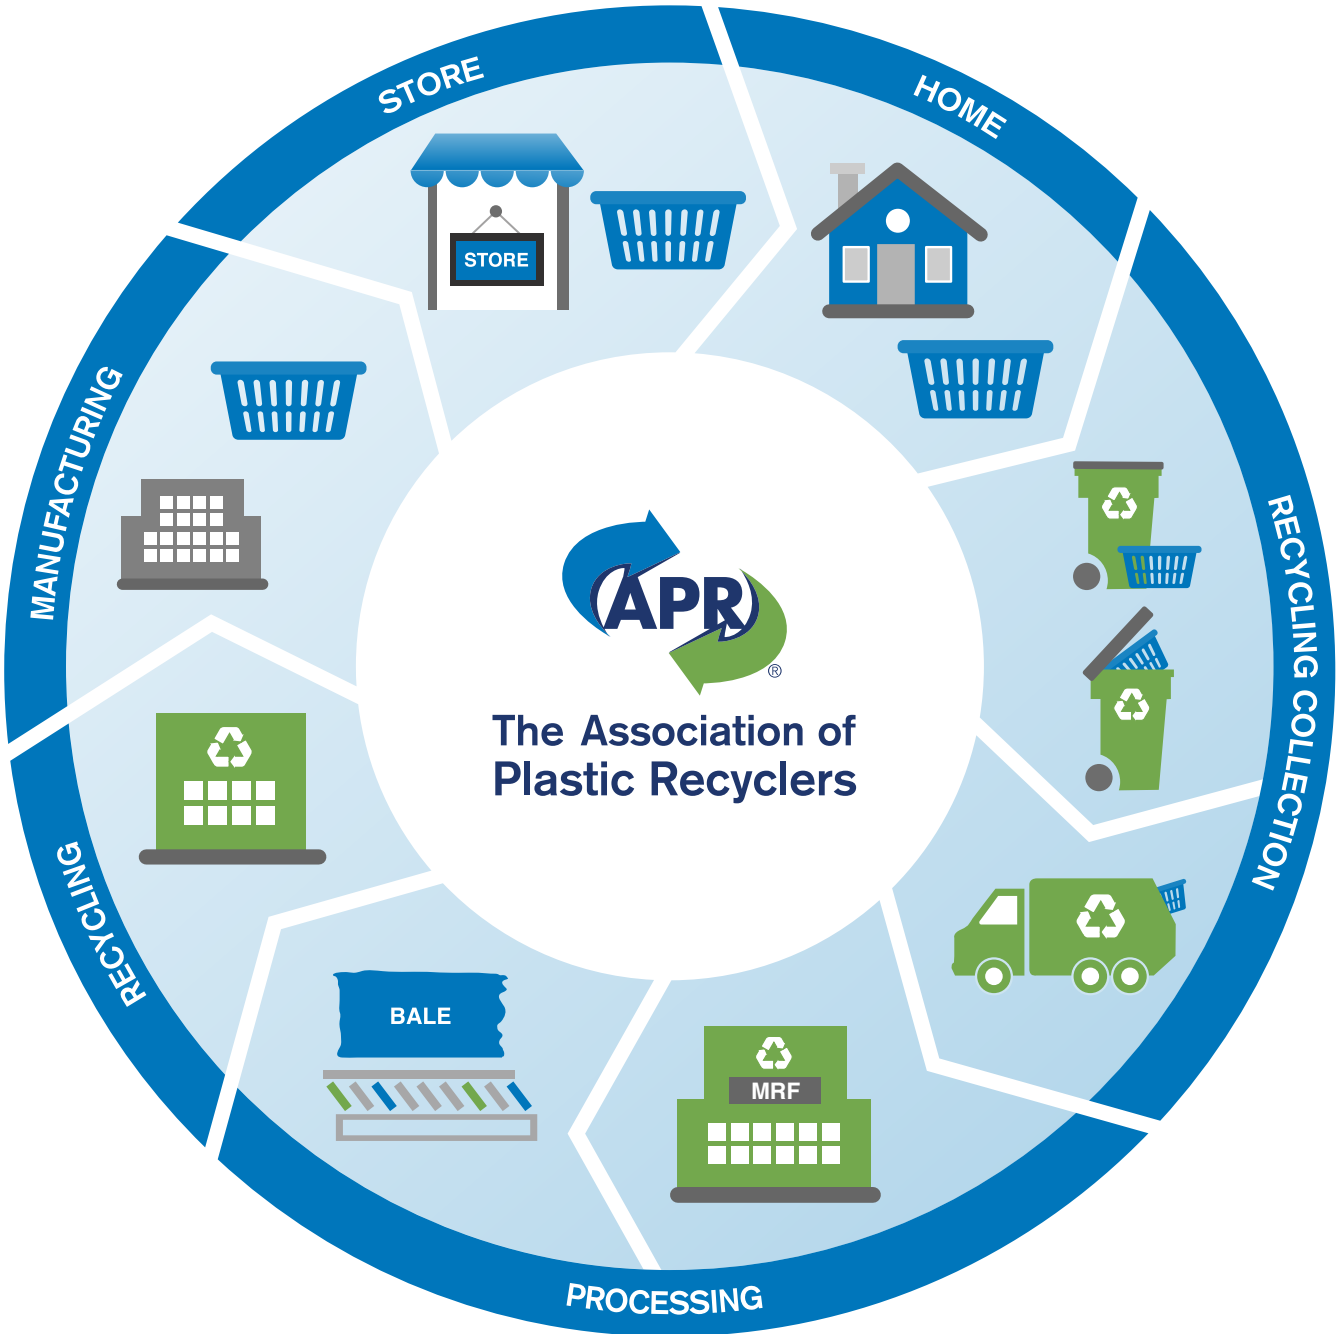 STORE
HOME
STORE
MANUFACTURING
RECYCLING COLLECTION
APR
®
The Association of
Plastic Recyclers
RECYCLING
BALE
MRF
PROCESSING